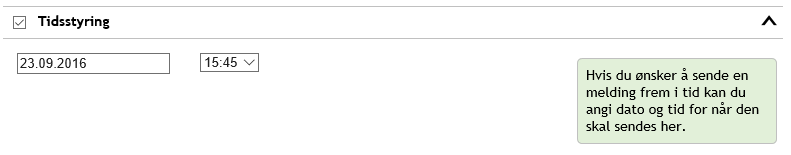 Tidsstyring
23.09.2016
15:45
Hvis du ønsker å sende en
melding frem i tid kan du
angi dato og tid for når den
skal sendes her.